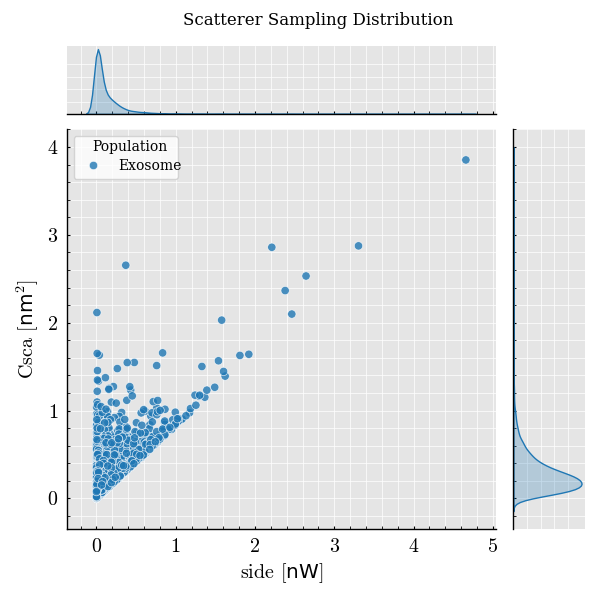 Scatterer Sampling Distribution
Population
Exosome
4
3
2
1
0
Csca [nm²]
0 1 2 3 4 5
side [nW]